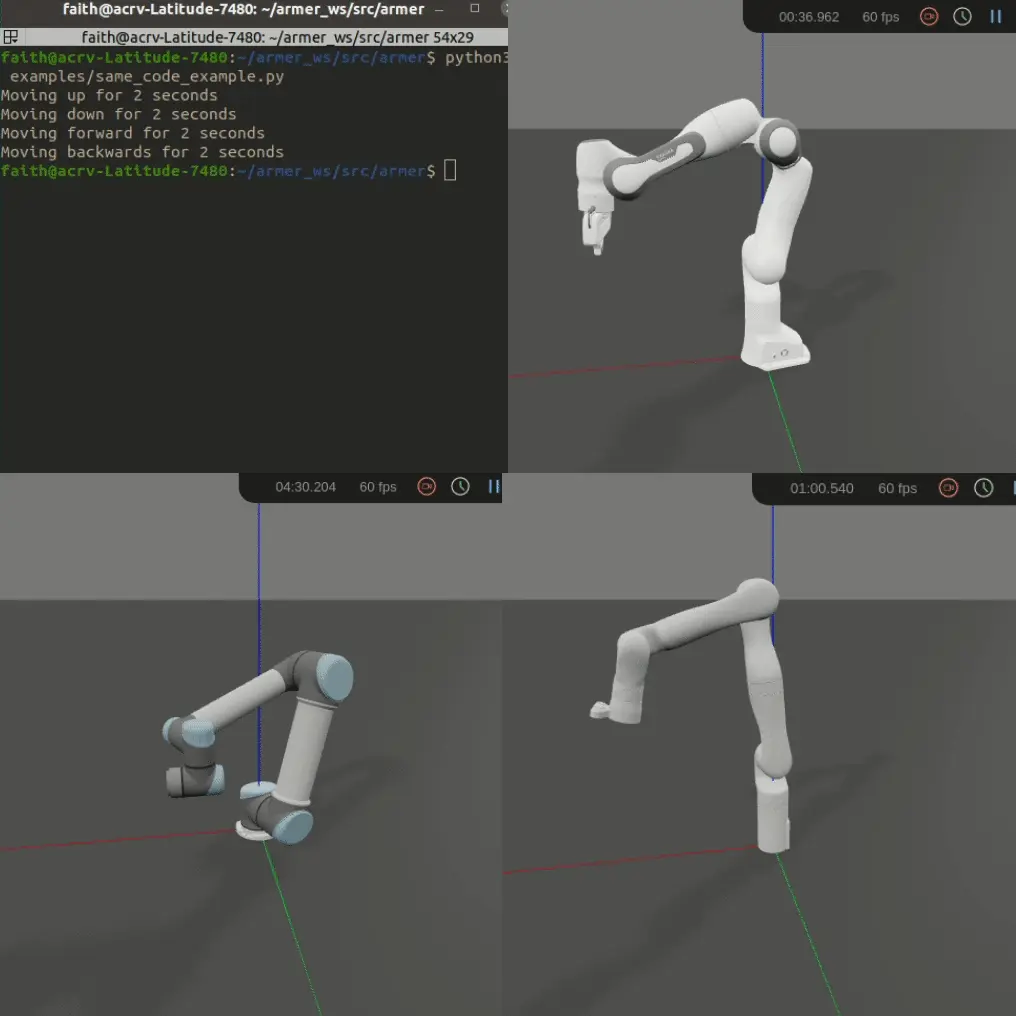 faith@acrv-Latitude-7480: ~/armer_ws/src/armer
faith@acrv-Latitude-7480: ~/armer_ws/src/armer 54x29
faith@acrv-Latitude-7480:~/armer_ws/src/armer$ python3
examples/same_code_example.py
Moving up for 2 seconds
Moving down for 2 seconds
Moving forward for 2 seconds
Moving backwards for 2 seconds
faith@acrv-Latitude-7480:~/armer_ws/src/armer$
00:36.962 60 fps
04:30.204 60 fps
01:00.540 60 fps